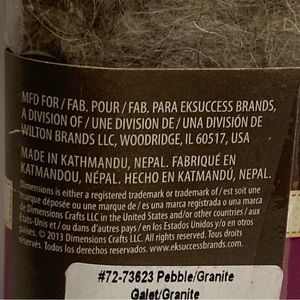 MFD FOR / FAB. POUR / FAB. PARA EKSUCCESS BRANDS,
A DIVISION OF / UNE DIVISION DE / UNA DIVISIÓN DE
WILTON BRANDS LLC, WOODRIDGE, IL 60517, USA
MADE IN KATHMANDU, NEPAL. FABRIQUÉ EN
KATMANDOU, NÉPAL. HECHO EN KATMANDÚ, NEPAL.
Dimensions is either a registered trademark or trademark of / est soit une
marque déposée ou une marque de / es una marca registrada o una marca
de Dimensions Crafts LLC in the United States and/or other countries / aux
États-Unis et / ou dans d'autres pays / en los Estados Unidos y/o en otros
países. © 2013 Dimensions Crafts LLC. All rights reserved. Tous droits
réservés. Todos los derechos reservados. www.eksuccessbrands.com
#72-73623 Pebble/Granite
Galet/Granite